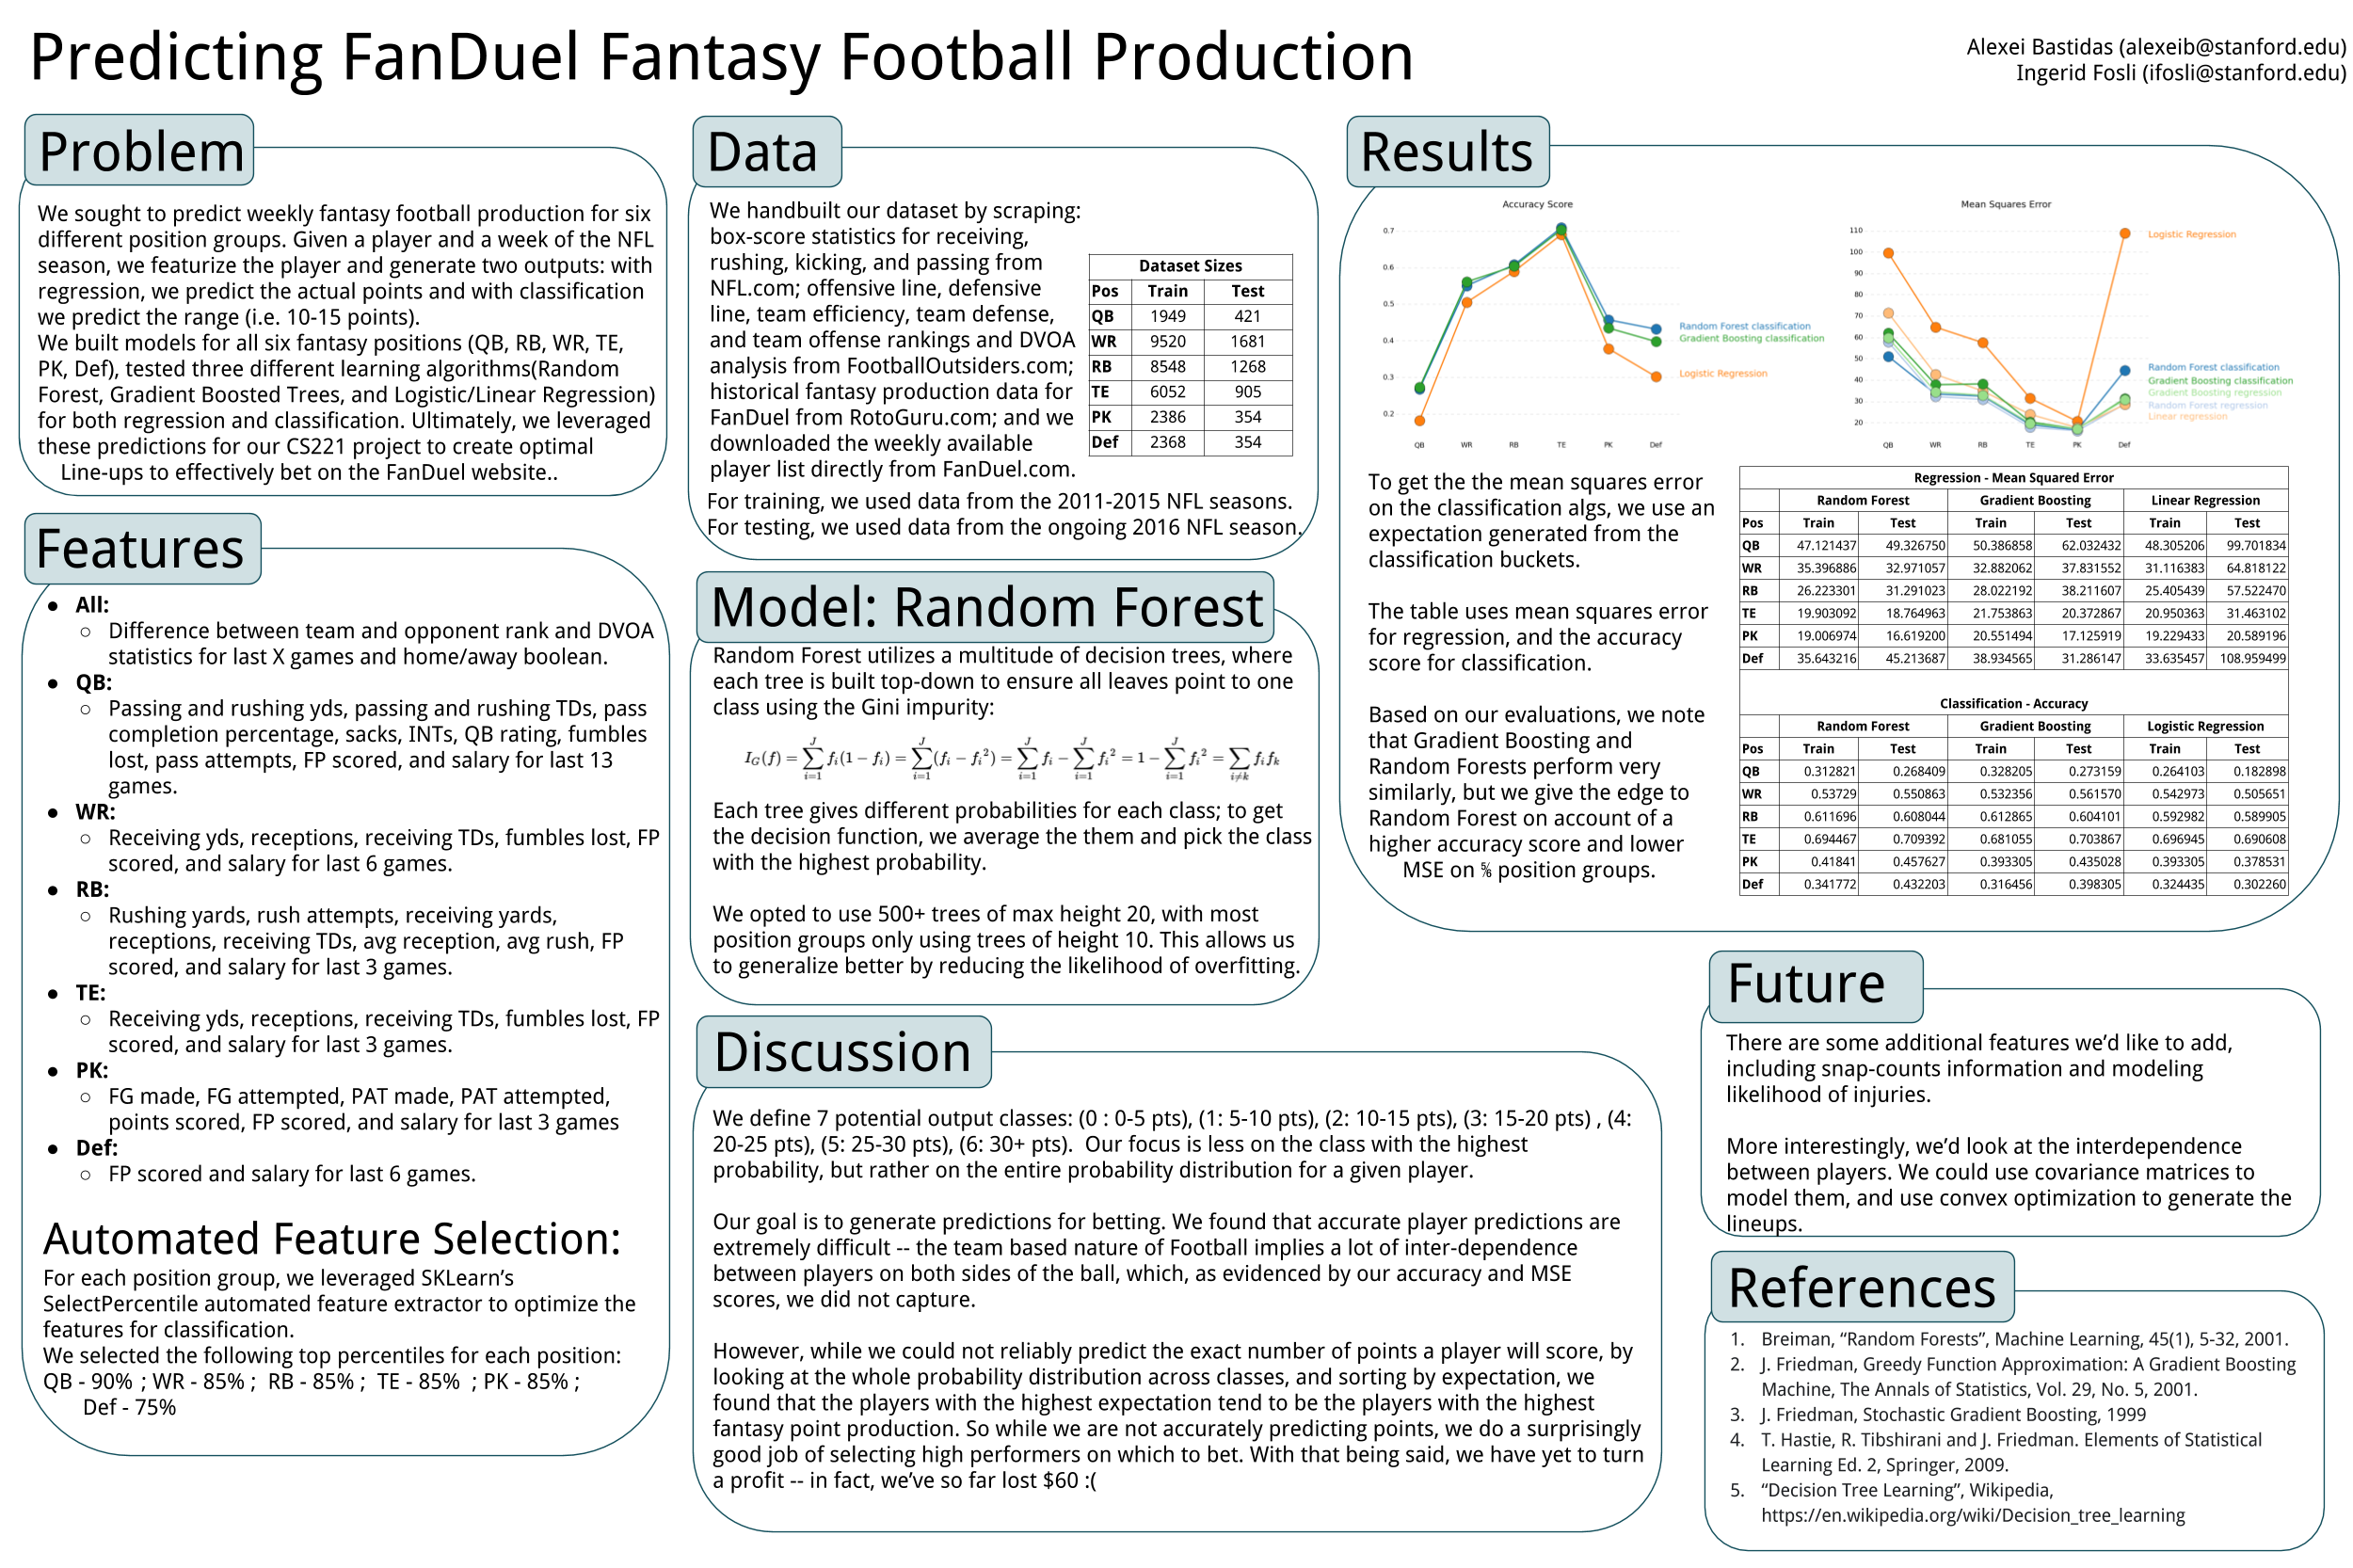 Predicting FanDuel Fantasy Football Production
Alexei Bastidas (alexeib@stanford.edu)
Ingerid Fosli (ifosli@stanford.edu)
Problem
We sought to predict weekly fantasy football production for six
different position groups. Given a player and a week of the NFL
season, we featurize the player and generate two outputs: with
regression, we predict the actual points and with classification
we predict the range (i.e. 10-15 points).
We built models for all six fantasy positions (QB, RB, WR, TE,
PK, Def), tested three different learning algorithms(Random
Forest, Gradient Boosted Trees, and Logistic/Linear Regression)
for both regression and classification. Ultimately, we leveraged
these predictions for our CS221 project to create optimal
Line-ups to effectively bet on the FanDuel website..
Features
● All:
○ Difference between team and opponent rank and DVOA
statistics for last X games and home/away boolean.
● QB:
○ Passing and rushing yds, passing and rushing TDs, pass
completion percentage, sacks, INTs, QB rating, fumbles
lost, pass attempts, FP scored, and salary for last 13
games.
● WR:
○ Receiving yds, receptions, receiving TDs, fumbles lost, FP
scored, and salary for last 6 games.
● RB:
○ Rushing yards, rush attempts, receiving yards,
receptions, receiving TDs, avg reception, avg rush, FP
scored, and salary for last 3 games.
● TE:
○ Receiving yds, receptions, receiving TDs, fumbles lost, FP
scored, and salary for last 3 games.
● PK:
○ FG made, FG attempted, PAT made, PAT attempted,
points scored, FP scored, and salary for last 3 games
● Def:
○ FP scored and salary for last 6 games.
Automated Feature Selection:
For each position group, we leveraged SKLearn’s
SelectPercentile automated feature extractor to optimize the
features for classification.
We selected the following top percentiles for each position:
QB - 90% ; WR - 85% ; RB - 85% ; TE - 85% ; PK - 85% ;
Def - 75%
Data
We handbuilt our dataset by scraping:
box-score statistics for receiving,
rushing, kicking, and passing from
NFL.com; offensive line, defensive
line, team efficiency, team defense,
and team offense rankings and DVOA
analysis from FootballOutsiders.com;
historical fantasy production data for
FanDuel from RotoGuru.com; and we
downloaded the weekly available
player list directly from FanDuel.com.
Dataset Sizes
Pos Train Test
QB 1949 421
WR 9520 1681
RB 8548 1268
TE 6052 905
PK 2386 354
Def 2368 354
For training, we used data from the 2011-2015 NFL seasons.
For testing, we used data from the ongoing 2016 NFL season.
Model: Random Forest
Random Forest utilizes a multitude of decision trees, where
each tree is built top-down to ensure all leaves point to one
class using the Gini impurity:
I_G(f) = ∑_{i=1}^{J} f_i(1 − f_i) = ∑_{i=1}^{J} (f_i − f_i²) = ∑_{i=1}^{J} f_i − ∑_{i=1}^{J} f_i² = 1 − ∑_{i=1}^{J} f_i² = ∑_{i≠k} f_i f_k
Each tree gives different probabilities for each class; to get
the decision function, we average the them and pick the class
with the highest probability.
We opted to use 500+ trees of max height 20, with most
position groups only using trees of height 10. This allows us
to generalize better by reducing the likelihood of overfitting.
Discussion
We define 7 potential output classes: (0 : 0-5 pts), (1: 5-10 pts), (2: 10-15 pts), (3: 15-20 pts) , (4:
20-25 pts), (5: 25-30 pts), (6: 30+ pts). Our focus is less on the class with the highest
probability, but rather on the entire probability distribution for a given player.
Our goal is to generate predictions for betting. We found that accurate player predictions are
extremely difficult -- the team based nature of Football implies a lot of inter-dependence
between players on both sides of the ball, which, as evidenced by our accuracy and MSE
scores, we did not capture.
However, while we could not reliably predict the exact number of points a player will score, by
looking at the whole probability distribution across classes, and sorting by expectation, we
found that the players with the highest expectation tend to be the players with the highest
fantasy point production. So while we are not accurately predicting points, we do a surprisingly
good job of selecting high performers on which to bet. With that being said, we have yet to turn
a profit -- in fact, we’ve so far lost $60 :(
Results
Accuracy Score
0.7
0.6
0.5
0.4
0.3
0.2
QB WR RB TE PK Def
Random Forest classification
Gradient Boosting classification
Logistic Regression
Mean Squares Error
110
100
90
80
70
60
50
40
30
20
QB WR RB TE PK Def
Logistic Regression
Random Forest classification
Gradient Boosting classification
Gradient Boosting regression
Random Forest regression
Linear regression
To get the the mean squares error
on the classification algs, we use an
expectation generated from the
classification buckets.
The table uses mean squares error
for regression, and the accuracy
score for classification.
Based on our evaluations, we note
that Gradient Boosting and
Random Forests perform very
similarly, but we give the edge to
Random Forest on account of a
higher accuracy score and lower
MSE on ⅚ position groups.
Regression - Mean Squared Error
Random Forest Gradient Boosting Linear Regression
Pos Train Test Train Test Train Test
QB 47.121437 49.326750 50.386858 62.032432 48.305206 99.701834
WR 35.396886 32.971057 32.882062 37.831552 31.116383 64.818122
RB 26.223301 31.291023 28.022192 38.211607 25.405439 57.522470
TE 19.903092 18.764963 21.753863 20.372867 20.950363 31.463102
PK 19.006974 16.619200 20.551494 17.125919 19.229433 20.589196
Def 35.643216 45.213687 38.934565 31.286147 33.635457 108.959499
Classification - Accuracy
Random Forest Gradient Boosting Logistic Regression
Pos Train Test Train Test Train Test
QB 0.312821 0.268409 0.328205 0.273159 0.264103 0.182898
WR 0.53729 0.550863 0.532356 0.561570 0.542973 0.505651
RB 0.611696 0.608044 0.612865 0.604101 0.592982 0.589905
TE 0.694467 0.709392 0.681055 0.703867 0.696945 0.690608
PK 0.41841 0.457627 0.393305 0.435028 0.393305 0.378531
Def 0.341772 0.432203 0.316456 0.398305 0.324435 0.302260
Future
There are some additional features we’d like to add,
including snap-counts information and modeling
likelihood of injuries.
More interestingly, we’d look at the interdependence
between players. We could use covariance matrices to
model them, and use convex optimization to generate the
lineups.
References
1. Breiman, “Random Forests”, Machine Learning, 45(1), 5-32, 2001.
2. J. Friedman, Greedy Function Approximation: A Gradient Boosting
Machine, The Annals of Statistics, Vol. 29, No. 5, 2001.
3. J. Friedman, Stochastic Gradient Boosting, 1999
4. T. Hastie, R. Tibshirani and J. Friedman. Elements of Statistical
Learning Ed. 2, Springer, 2009.
5. “Decision Tree Learning”, Wikipedia,
https://en.wikipedia.org/wiki/Decision_tree_learning